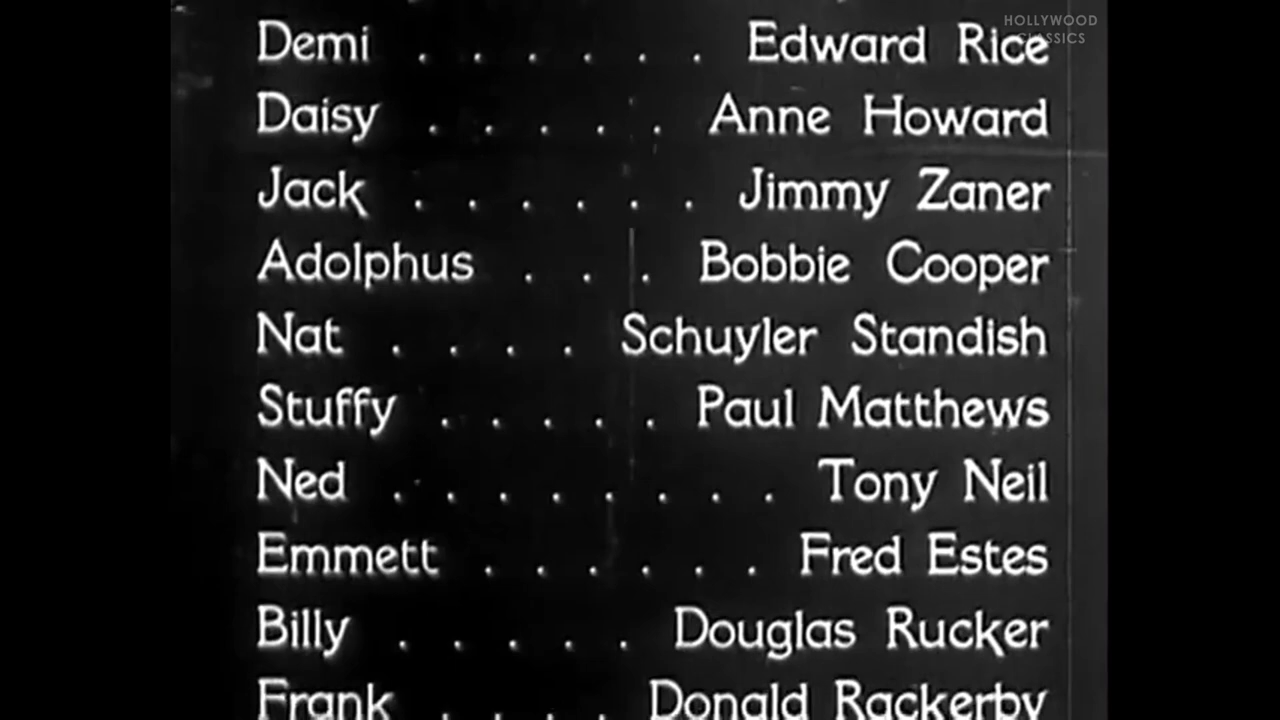 HOLLYWOOD
CLASSICS
Demi . . . . . . Edward Rice
Daisy . . . . . Anne Howard
Jack . . . . . . Jimmy Zaner
Adolphus . . . Bobbie Cooper
Nat . . . . Schuyler Standish
Stuffy . . . . . Paul Matthews
Ned . . . . . . . . Tony Neil
Emmett . . . . . . Fred Estes
Billy . . . . . Douglas Rucker
Frank . . . . Donald Rackerby